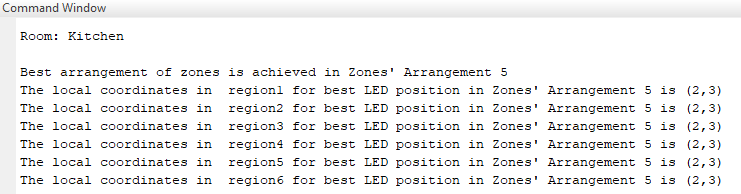 Command Window
Room: Kitchen
Best arrangement of zones is achieved in Zones' Arrangement 5
The local coordinates in  region1 for best LED position in Zones' Arrangement 5 is (2,3)
The local coordinates in  region2 for best LED position in Zones' Arrangement 5 is (2,3)
The local coordinates in  region3 for best LED position in Zones' Arrangement 5 is (2,3)
The local coordinates in  region4 for best LED position in Zones' Arrangement 5 is (2,3)
The local coordinates in  region5 for best LED position in Zones' Arrangement 5 is (2,3)
The local coordinates in  region6 for best LED position in Zones' Arrangement 5 is (2,3)